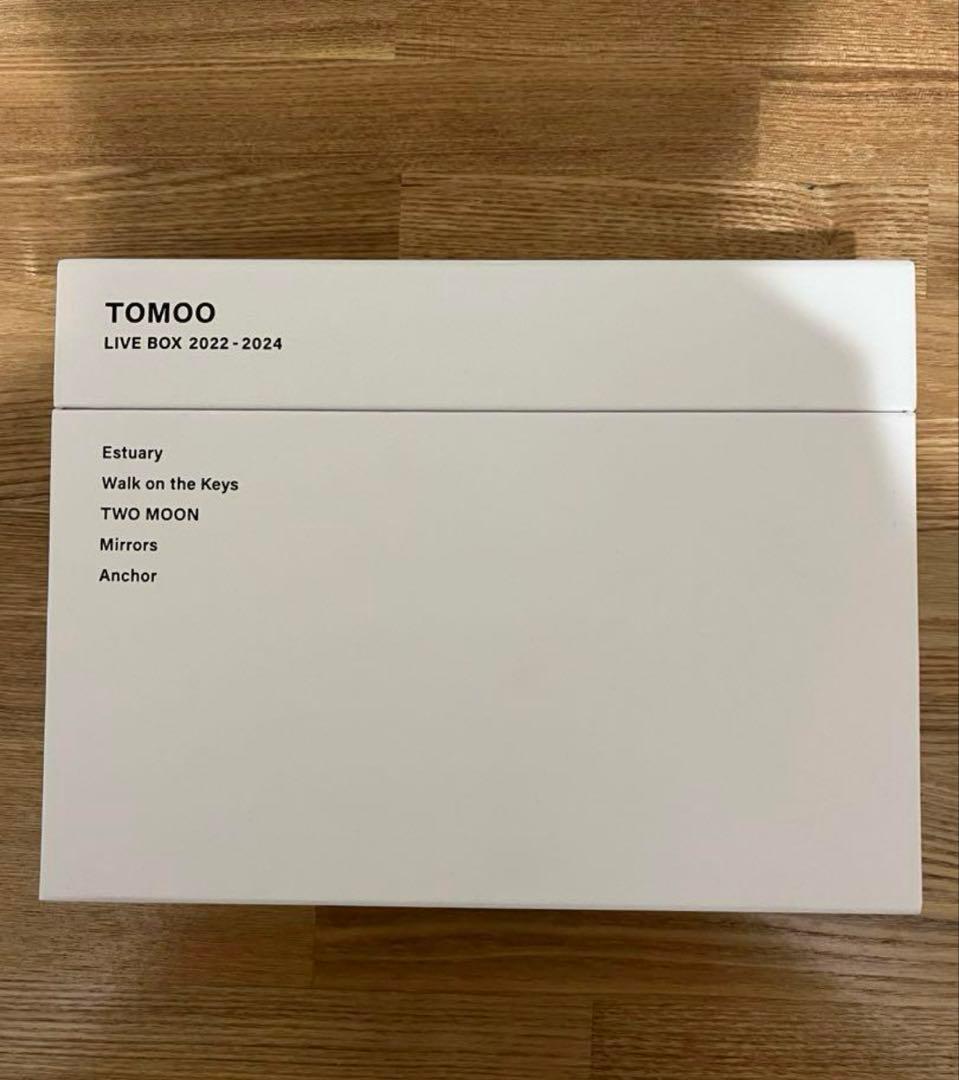 TOMOO
LIVE BOX 2022-2024
Estuary
Walk on the Keys
TWO MOON
Mirrors
Anchor